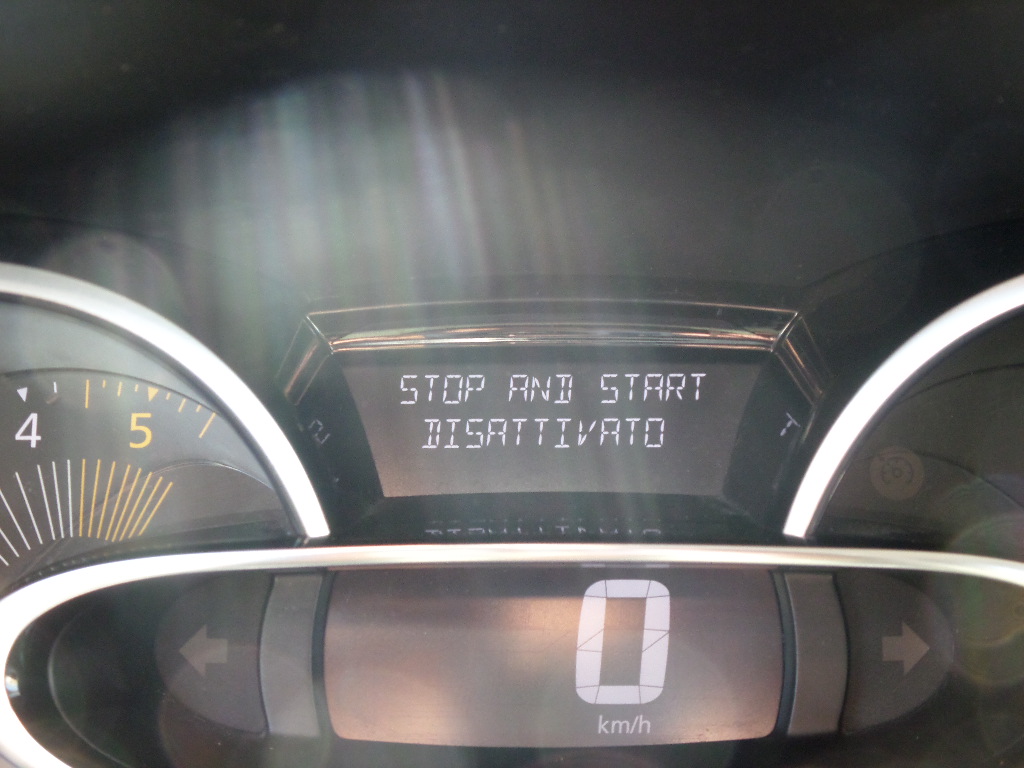 STOP AND START
DISATTIVATO
4 5
0
km/h